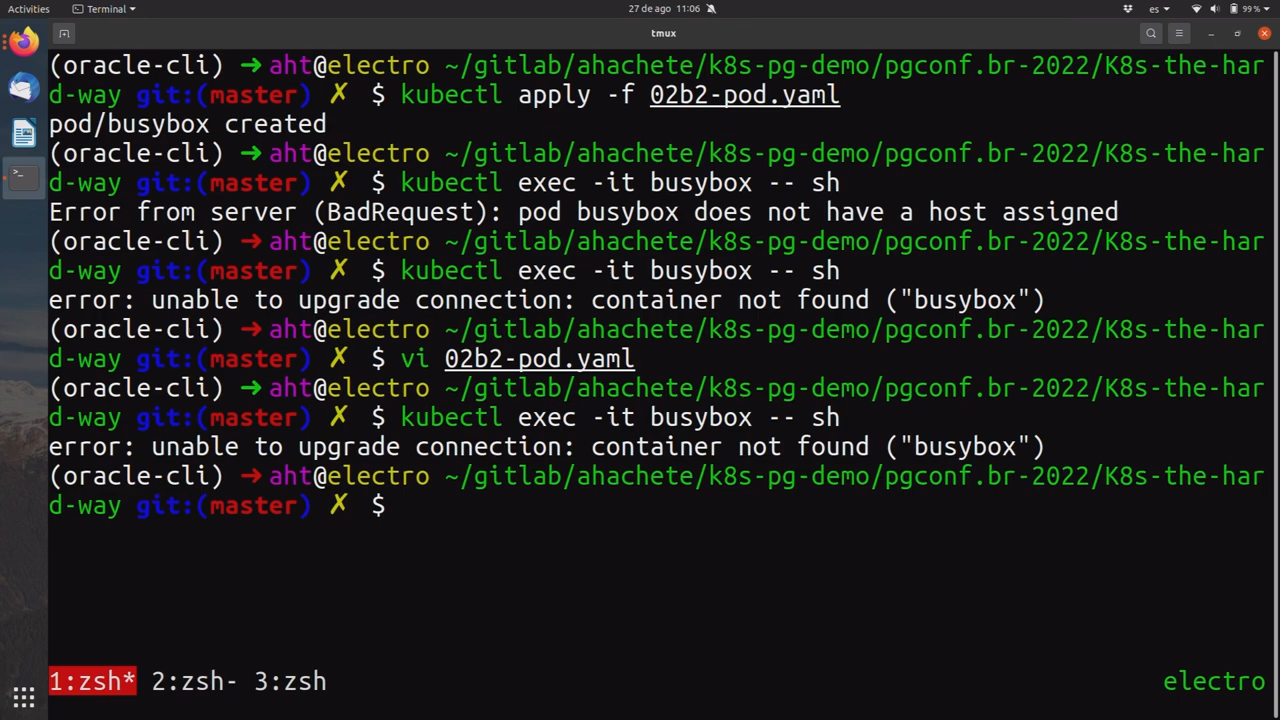 Activities
Terminal
27 de ago 11:06
es
99 %
tmux
(oracle-cli) ➜ aht@electro ~/gitlab/ahachete/k8s-pg-demo/pgconf.br-2022/K8s-the-har
d-way git:(master) ✗ $ kubectl apply -f 02b2-pod.yaml
pod/busybox created
(oracle-cli) ➜ aht@electro ~/gitlab/ahachete/k8s-pg-demo/pgconf.br-2022/K8s-the-har
d-way git:(master) ✗ $ kubectl exec -it busybox -- sh
Error from server (BadRequest): pod busybox does not have a host assigned
(oracle-cli) ➜ aht@electro ~/gitlab/ahachete/k8s-pg-demo/pgconf.br-2022/K8s-the-har
d-way git:(master) ✗ $ kubectl exec -it busybox -- sh
error: unable to upgrade connection: container not found ("busybox")
(oracle-cli) ➜ aht@electro ~/gitlab/ahachete/k8s-pg-demo/pgconf.br-2022/K8s-the-har
d-way git:(master) ✗ $ vi 02b2-pod.yaml
(oracle-cli) ➜ aht@electro ~/gitlab/ahachete/k8s-pg-demo/pgconf.br-2022/K8s-the-har
d-way git:(master) ✗ $ kubectl exec -it busybox -- sh
error: unable to upgrade connection: container not found ("busybox")
(oracle-cli) ➜ aht@electro ~/gitlab/ahachete/k8s-pg-demo/pgconf.br-2022/K8s-the-har
d-way git:(master) ✗ $
1:zsh* 2:zsh- 3:zsh
electro